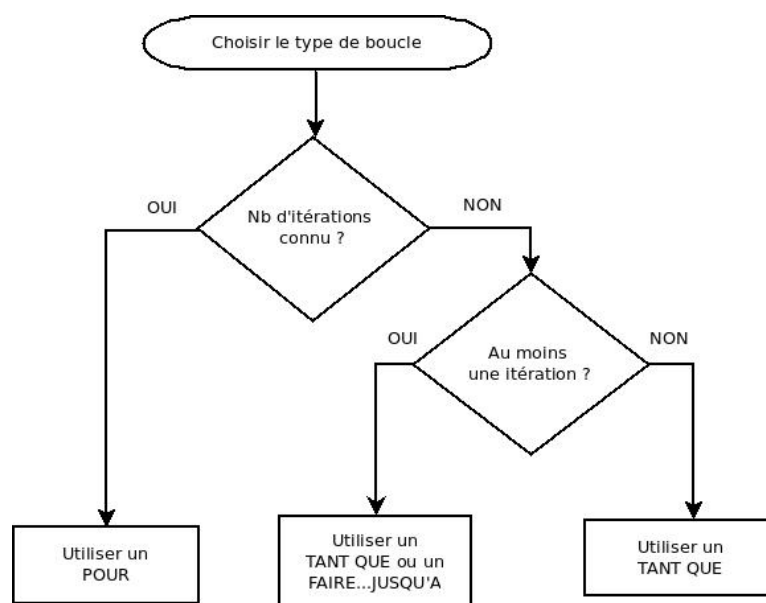 Choisir le type de boucle
OUI
NON
Nb d'itérations
connu ?
OUI
NON
Au moins
une itération ?
Utiliser un
POUR
Utiliser un
TANT QUE ou un
FAIRE...JUSQU'A
Utiliser un
TANT QUE